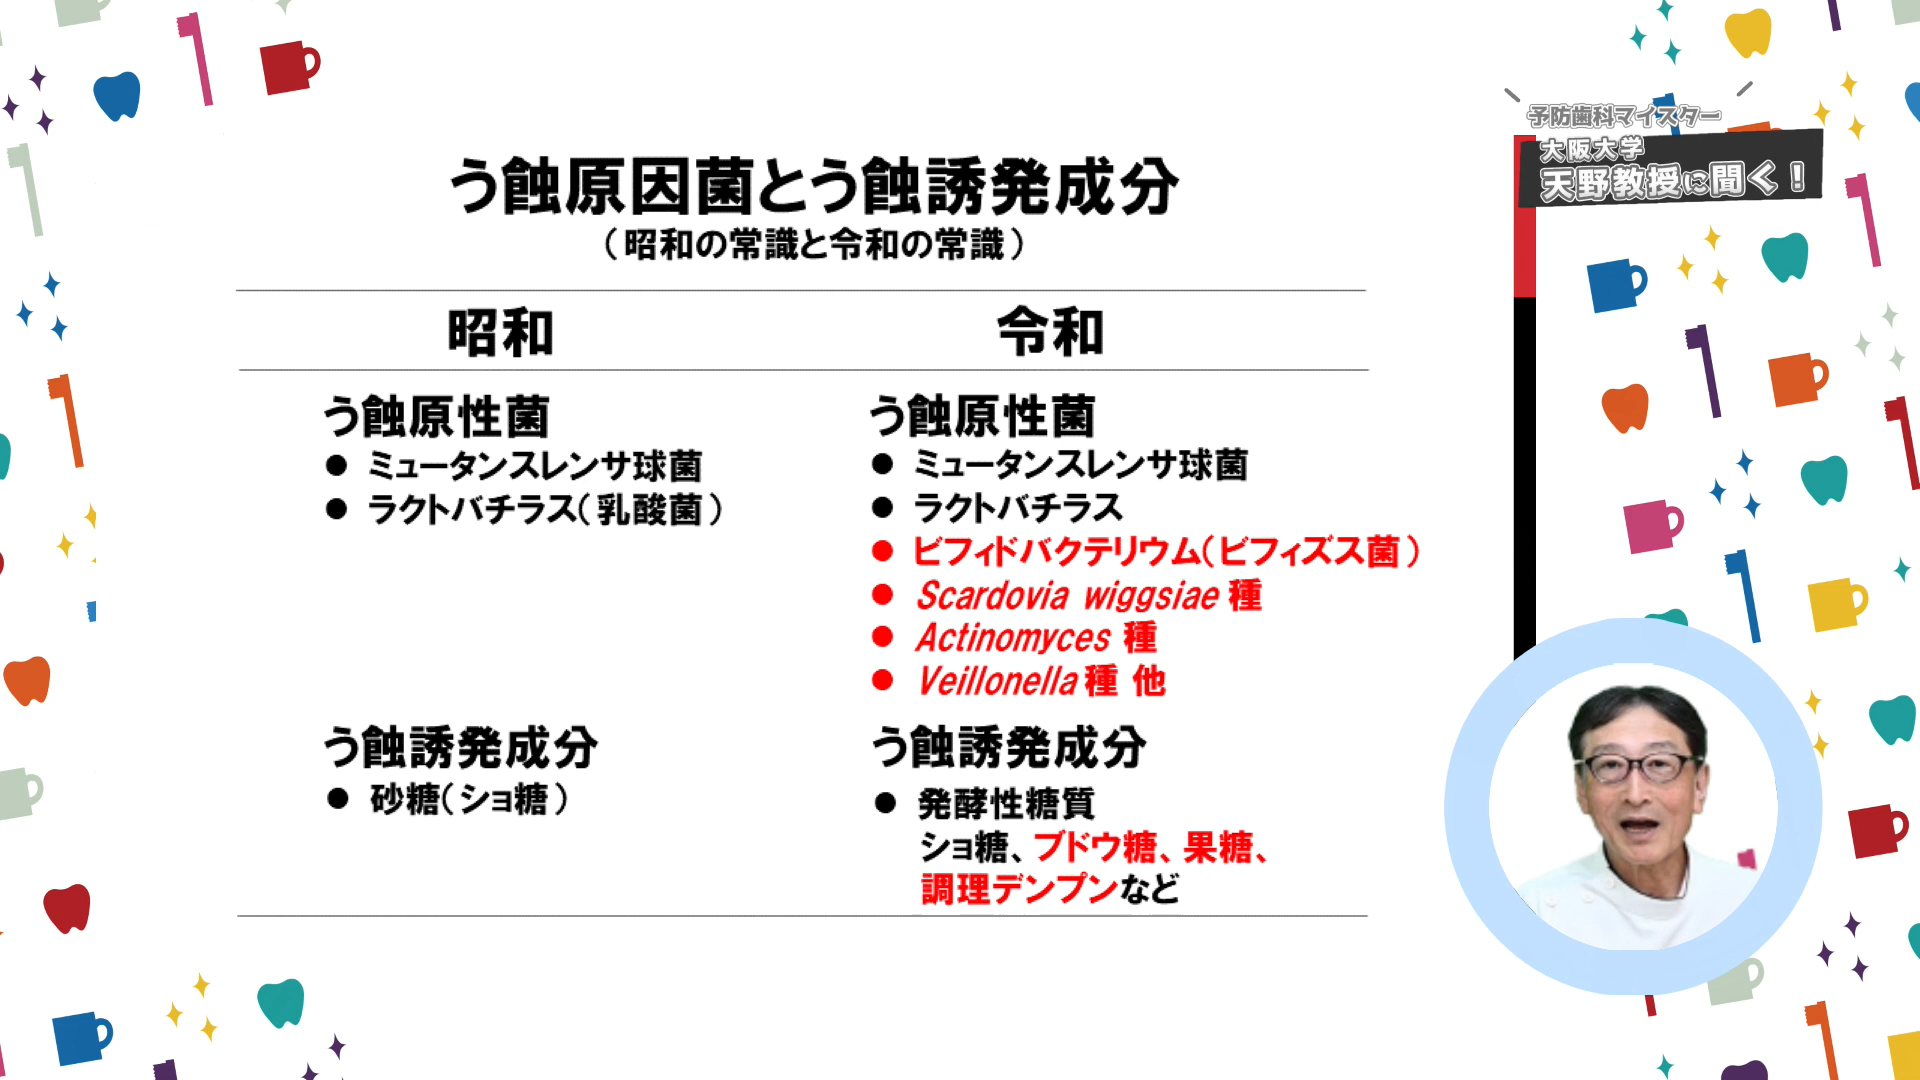 予防歯科マイスター
大阪大学
天野教授に聞く！
う蝕原因菌とう蝕誘発成分
（昭和の常識と令和の常識）
昭和
う蝕原性菌
● ミュータンスレンサ球菌
● ラクトバチラス（乳酸菌）
う蝕誘発成分
● 砂糖（ショ糖）
令和
う蝕原性菌
● ミュータンスレンサ球菌
● ラクトバチラス
● ビフィドバクテリウム（ビフィズス菌）
● Scardovia wiggsiae 種
● Actinomyces 種
● Veillonella 種 他
う蝕誘発成分
● 発酵性糖質
ショ糖、ブドウ糖、果糖、
調理デンプンなど